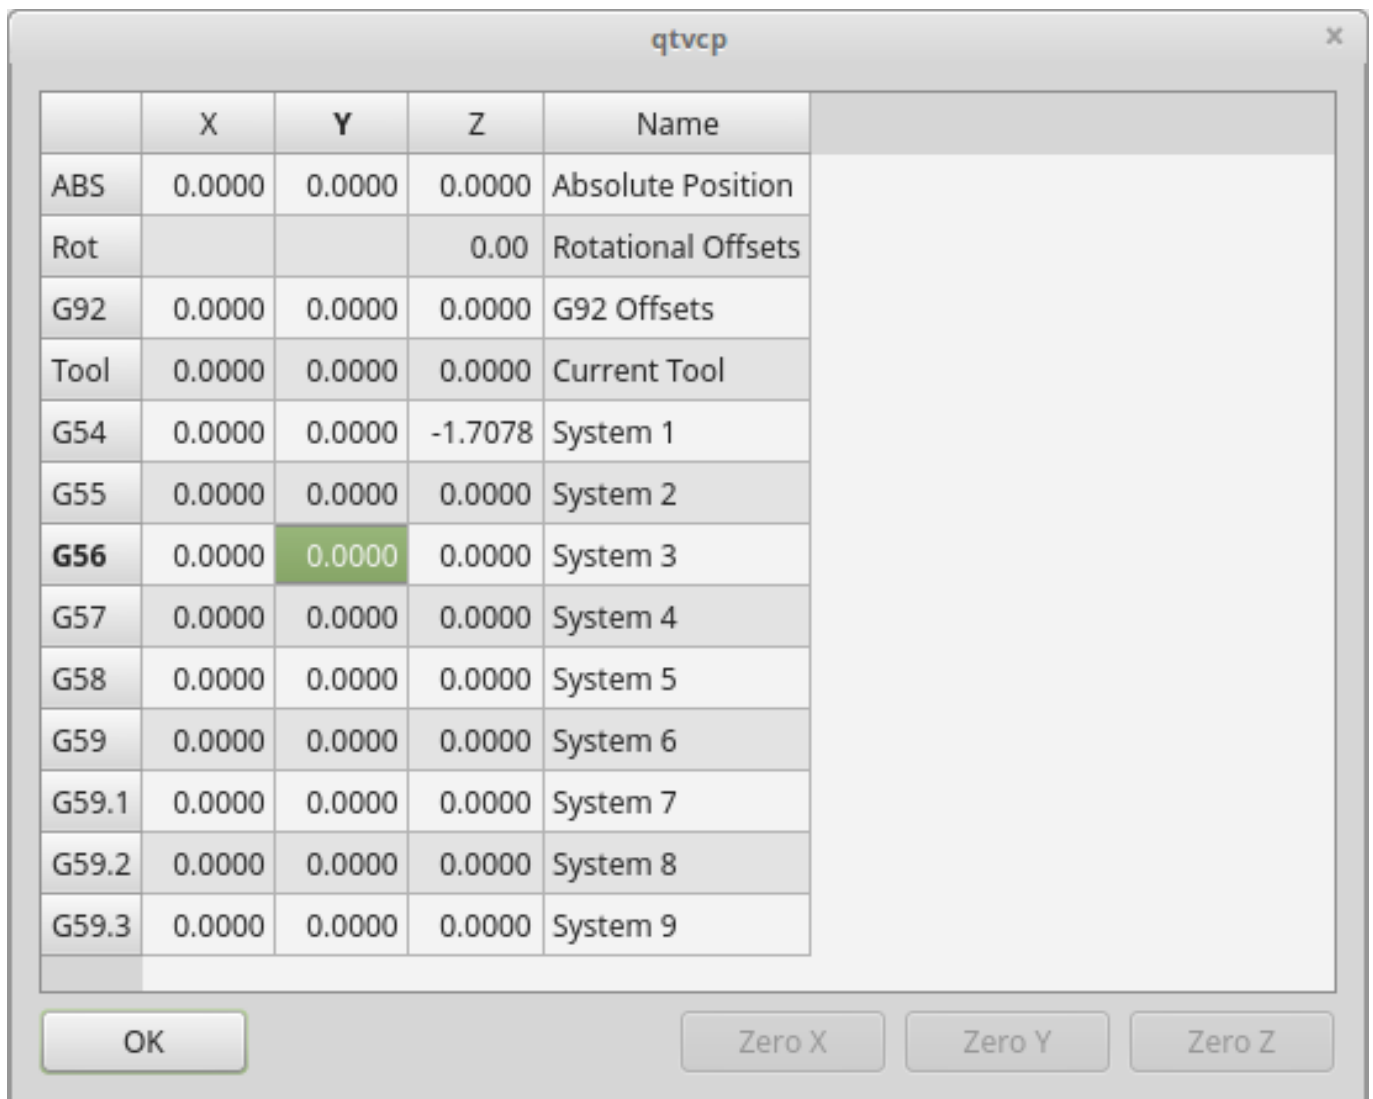 qtvcp ×
X Y Z Name
ABS 0.0000 0.0000 0.0000 Absolute Position
Rot 0.00 Rotational Offsets
G92 0.0000 0.0000 0.0000 G92 Offsets
Tool 0.0000 0.0000 0.0000 Current Tool
G54 0.0000 0.0000 -1.7078 System 1
G55 0.0000 0.0000 0.0000 System 2
G56 0.0000 0.0000 0.0000 System 3
G57 0.0000 0.0000 0.0000 System 4
G58 0.0000 0.0000 0.0000 System 5
G59 0.0000 0.0000 0.0000 System 6
G59.1 0.0000 0.0000 0.0000 System 7
G59.2 0.0000 0.0000 0.0000 System 8
G59.3 0.0000 0.0000 0.0000 System 9
OK Zero X Zero Y Zero Z